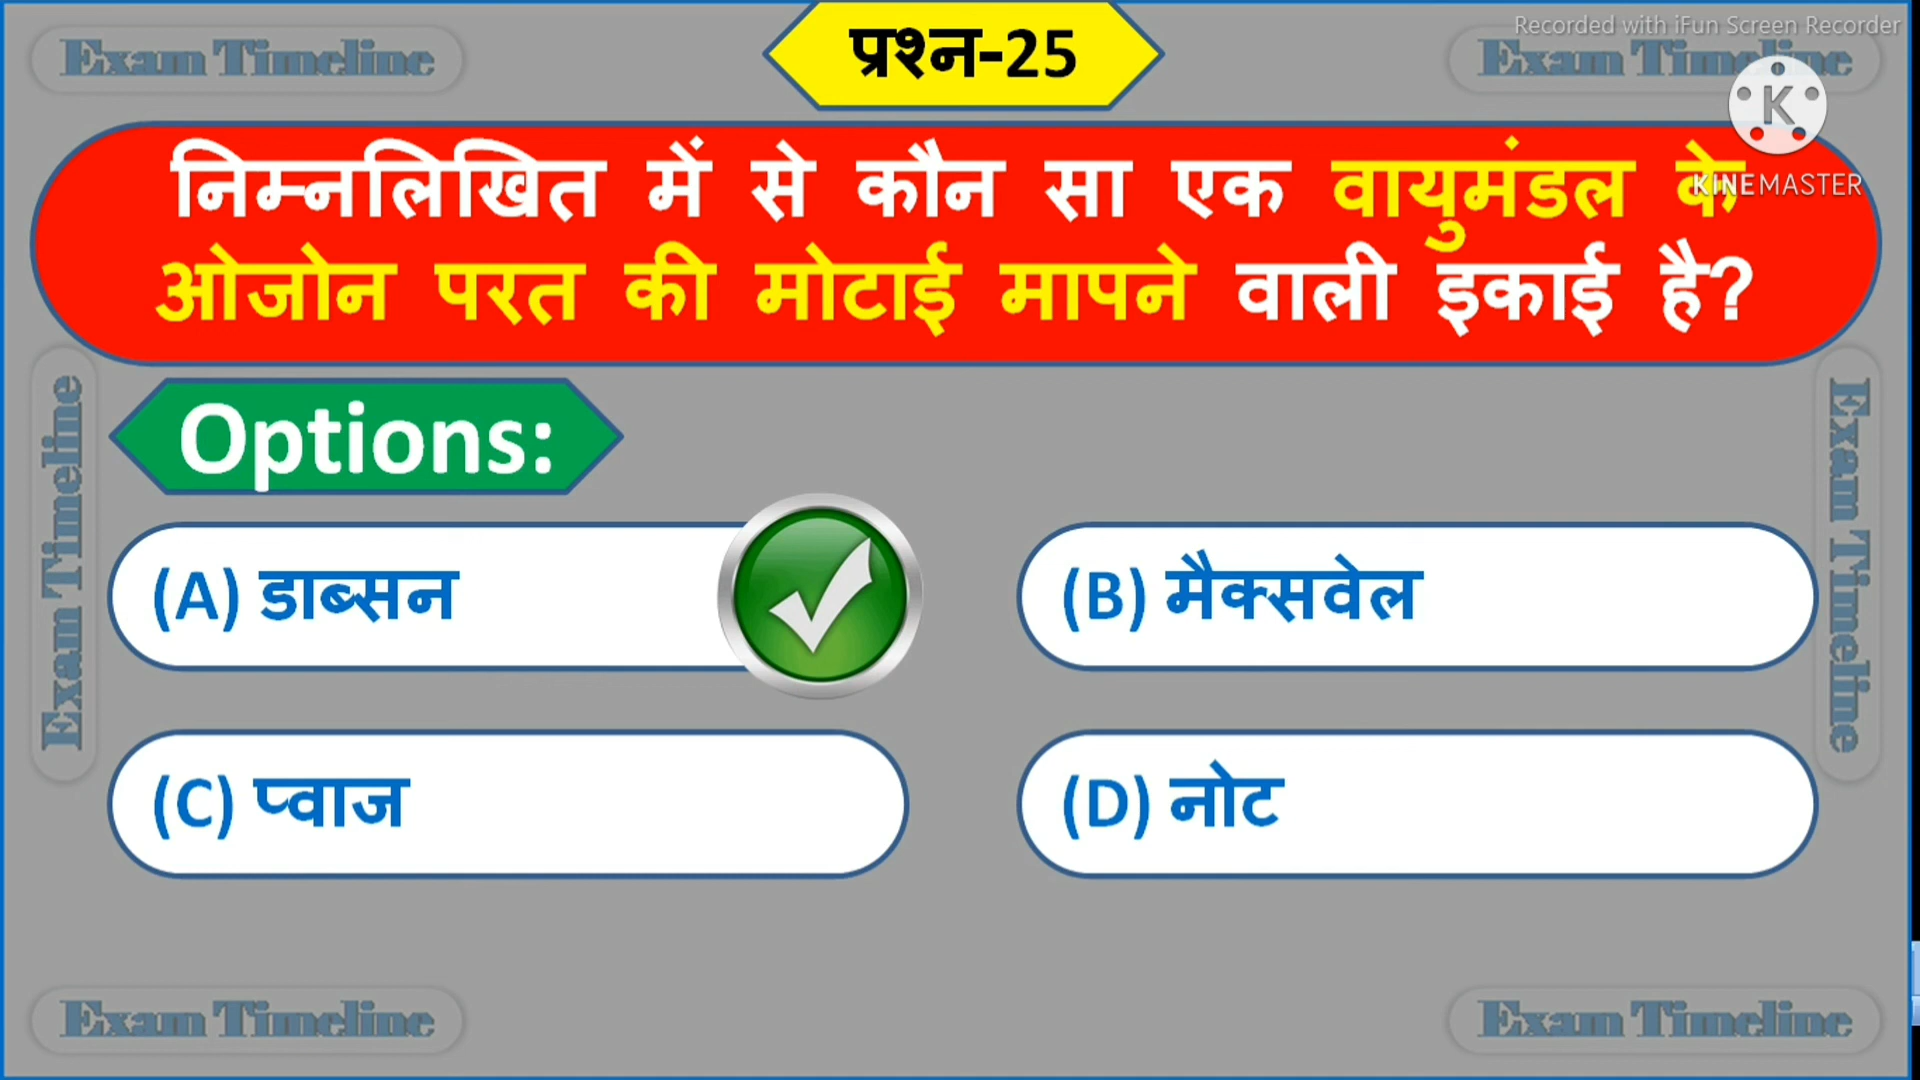 Recorded with iFun Screen Recorder
Exam Timeline
प्रश्न-25
Exam Timeline
K
KINEMASTER
निम्नलिखित में से कौन सा एक वायुमंडल के
ओजोन परत की मोटाई मापने वाली इकाई है?
Exam Timeline
Exam Timeline
Options:
(A) डाब्सन
(B) मैक्सवेल
(C) प्वाज
(D) नोट
Exam Timeline
Exam Timeline